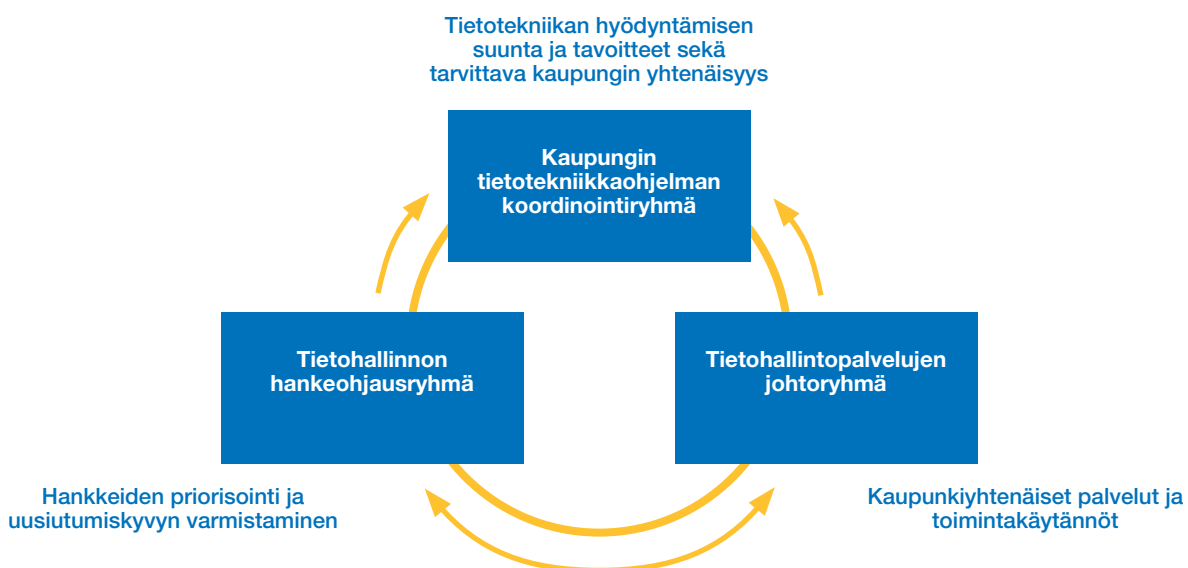 Tietotekniikan hyödyntämisen
suunta ja tavoitteet sekä
tarvittava kaupungin yhtenäisyys
Kaupungin
tietotekniikkaohjelman
koordinointiryhmä
Tietohallinnon
hankeohjausryhmä
Tietohallintopalvelujen
johtoryhmä
Hankkeiden priorisointi ja
uusiutumiskyvyn varmistaminen
Kaupunkiyhtenäiset palvelut ja
toimintakäytännöt